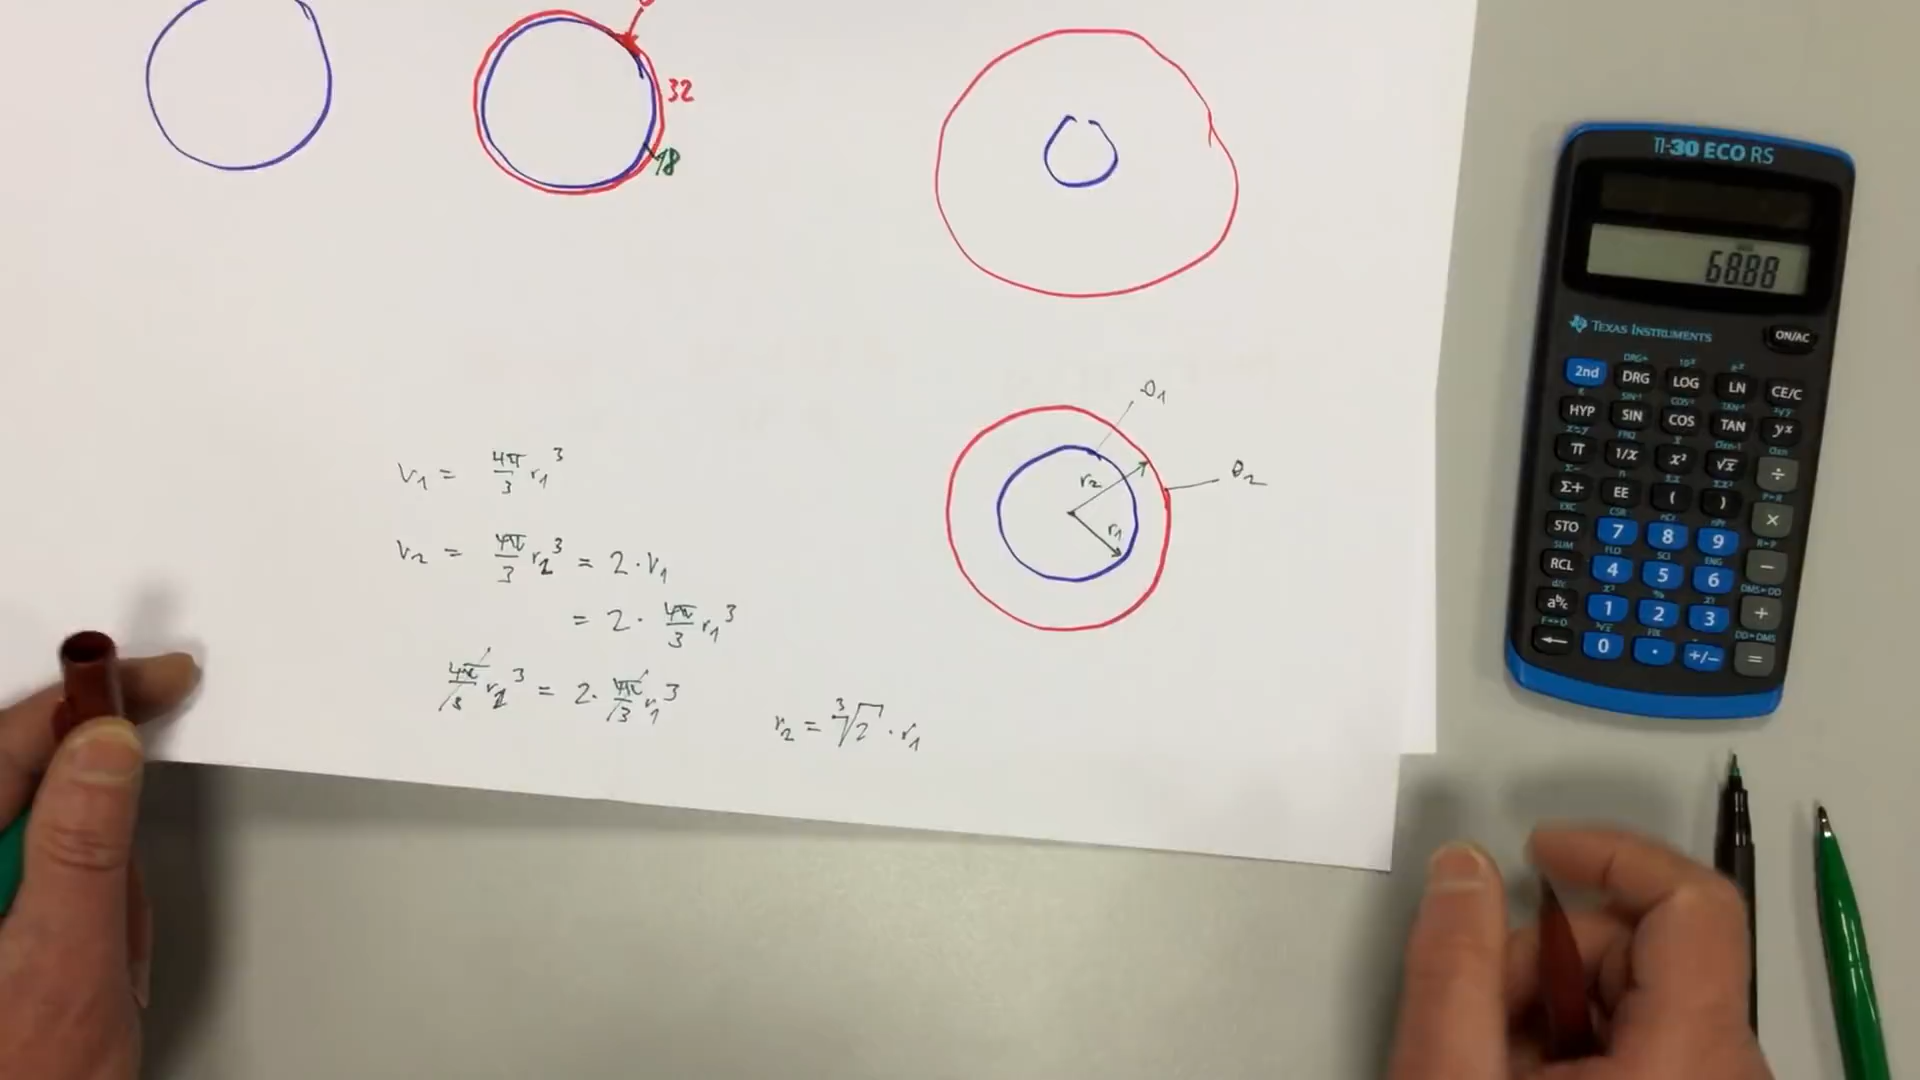 32
18
O₁
O₂
r₂
r₁
V₁ = 4π/3 r₁³
V₂ = 4π/3 r₂³ = 2 · V₁
= 2 · 4π/3 r₁³
4π/3 r₂³ = 2 · 4π/3 r₁³
r₂ = ³√2 · r₁
TI-30 ECO RS
6888
TEXAS INSTRUMENTS
ON/AC
2nd DRG LOG LN CE/C
HYP SIN COS TAN yˣ
π 1/x x² √x ÷
Σ+ EE ( ) ×
STO 7 8 9 −
RCL 4 5 6 +
aᵇ/c 1 2 3
← 0 . +/− =